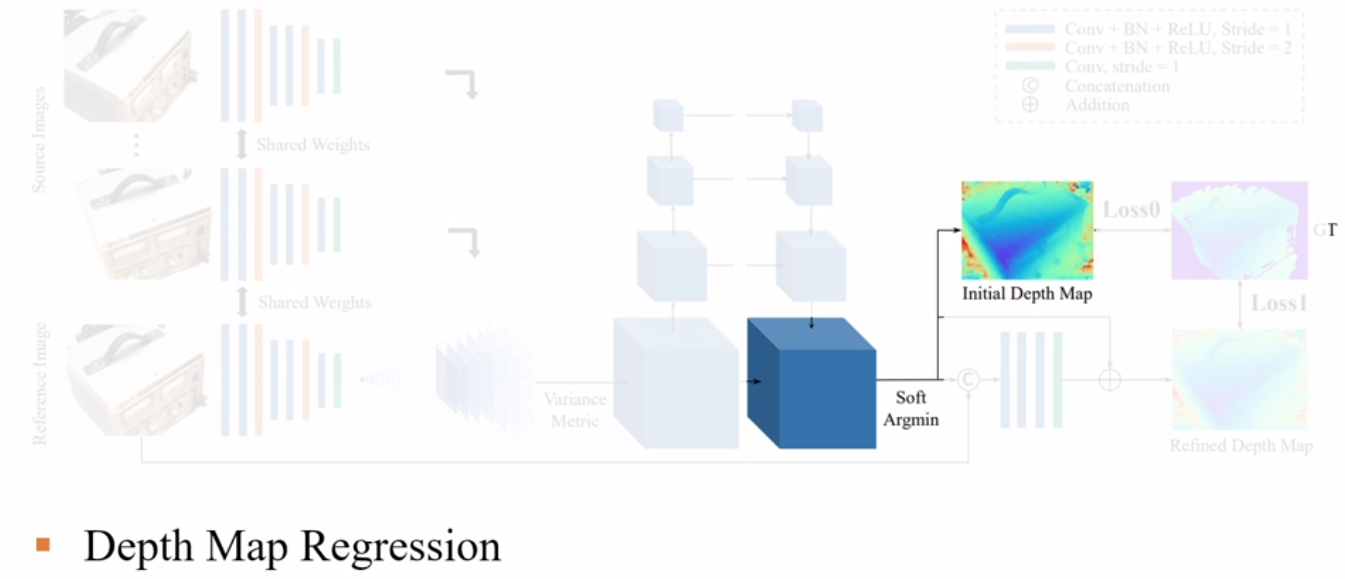 Source Images
Shared Weights
Shared Weights
Reference Image
Variance
Metric
Soft
Argmin
Conv + BN + ReLU, Stride = 1
Conv + BN + ReLU, Stride = 2
Conv, stride = 1
C Concatenation
⊕ Addition
Initial Depth Map
Loss0
GT
Loss1
C
Refined Depth Map
Depth Map Regression